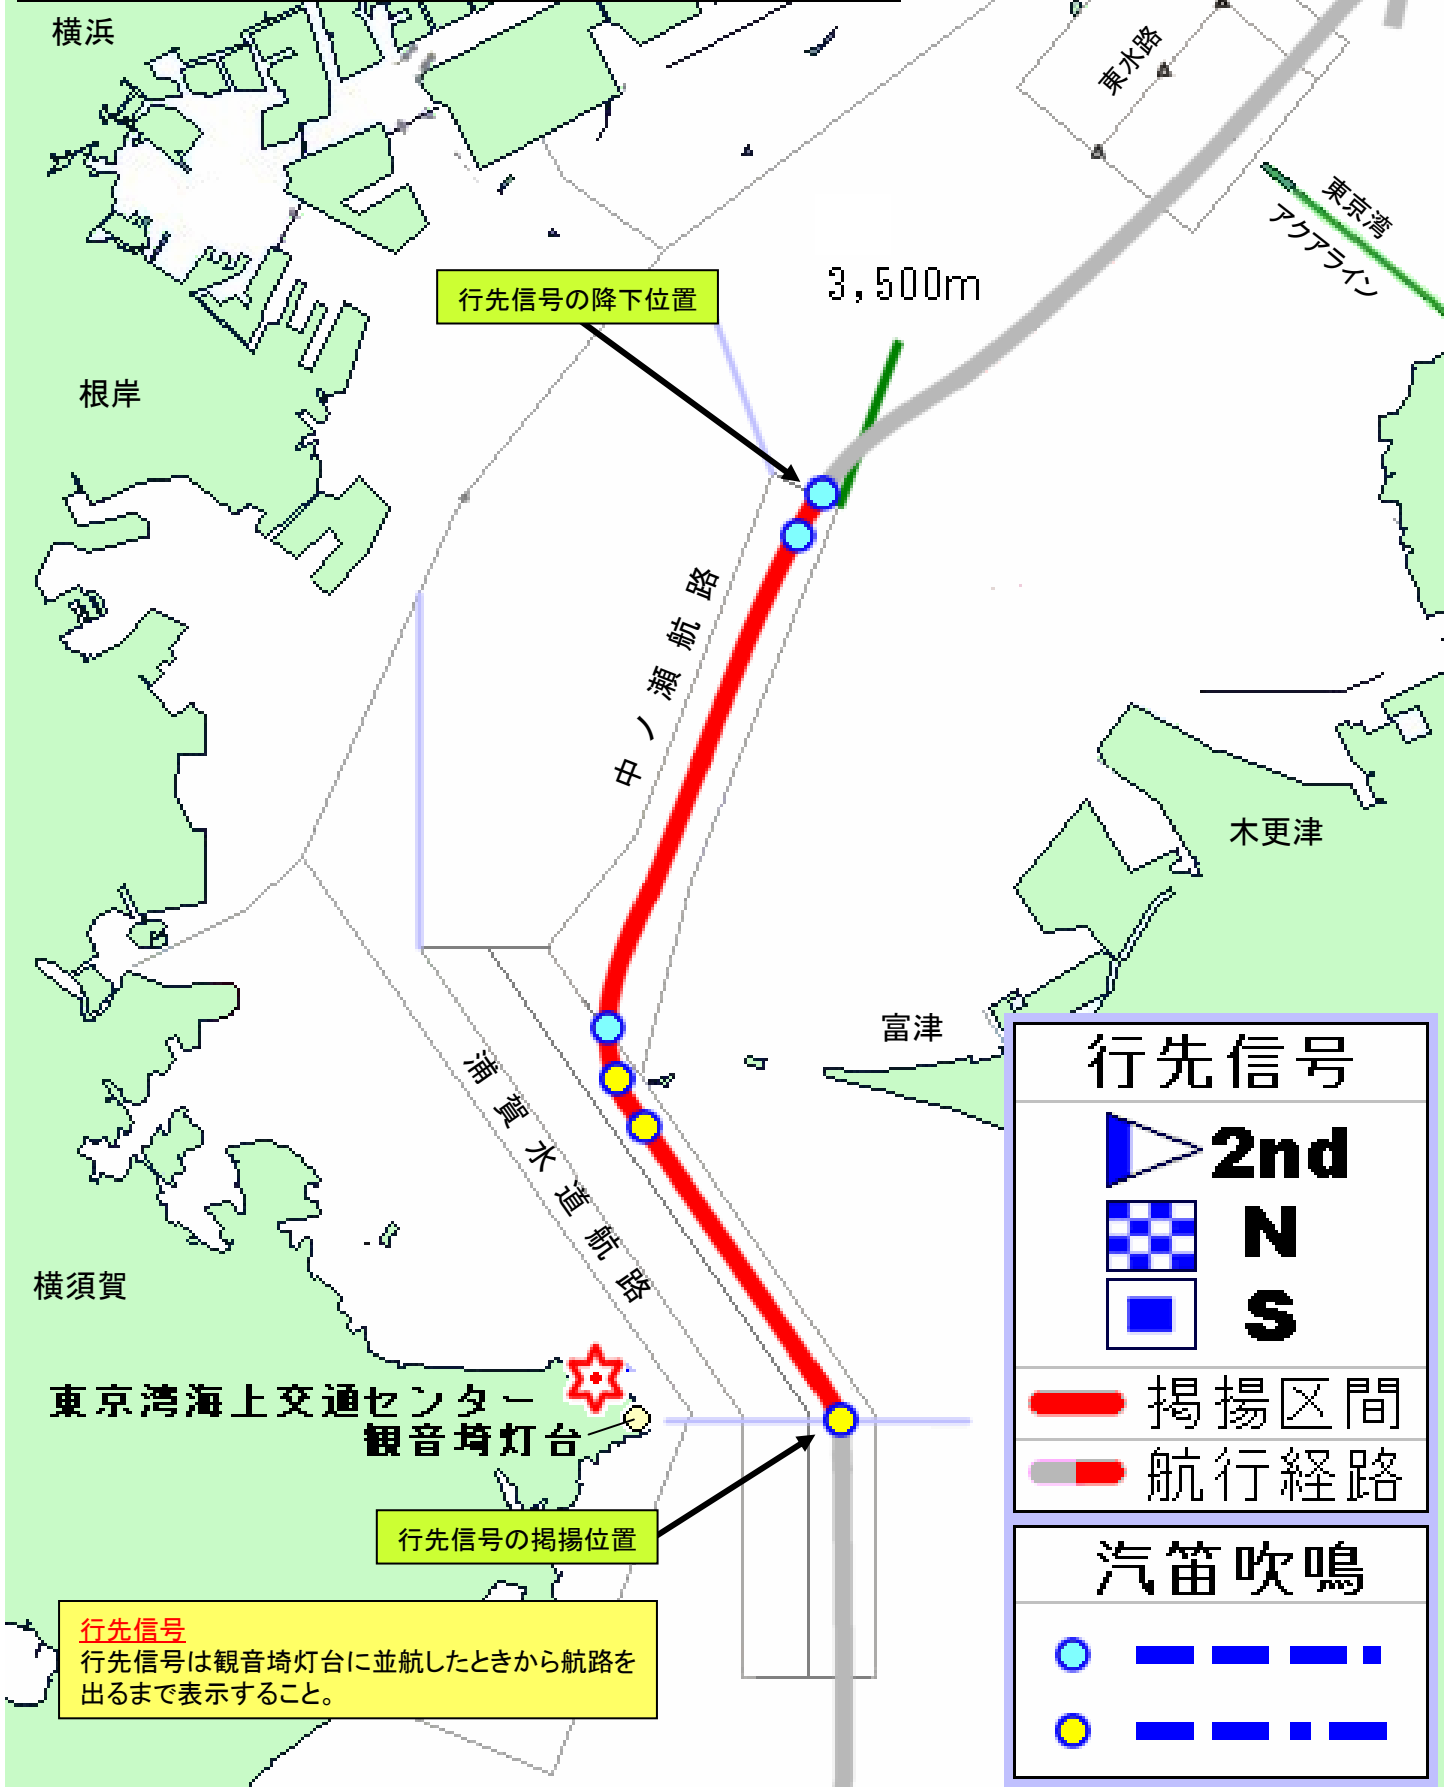 横浜
東水路
東京湾
アクアライン
3,500m
行先信号の降下位置
根岸
中ノ瀬航路
木更津
富津
浦賀水道航路
横須賀
東京湾海上交通センター
観音埼灯台
行先信号の掲揚位置
行先信号
行先信号は観音埼灯台に並航したときから航路を
出るまで表示すること。
行先信号
2nd
N
S
掲揚区間
航行経路
汽笛吹鳴